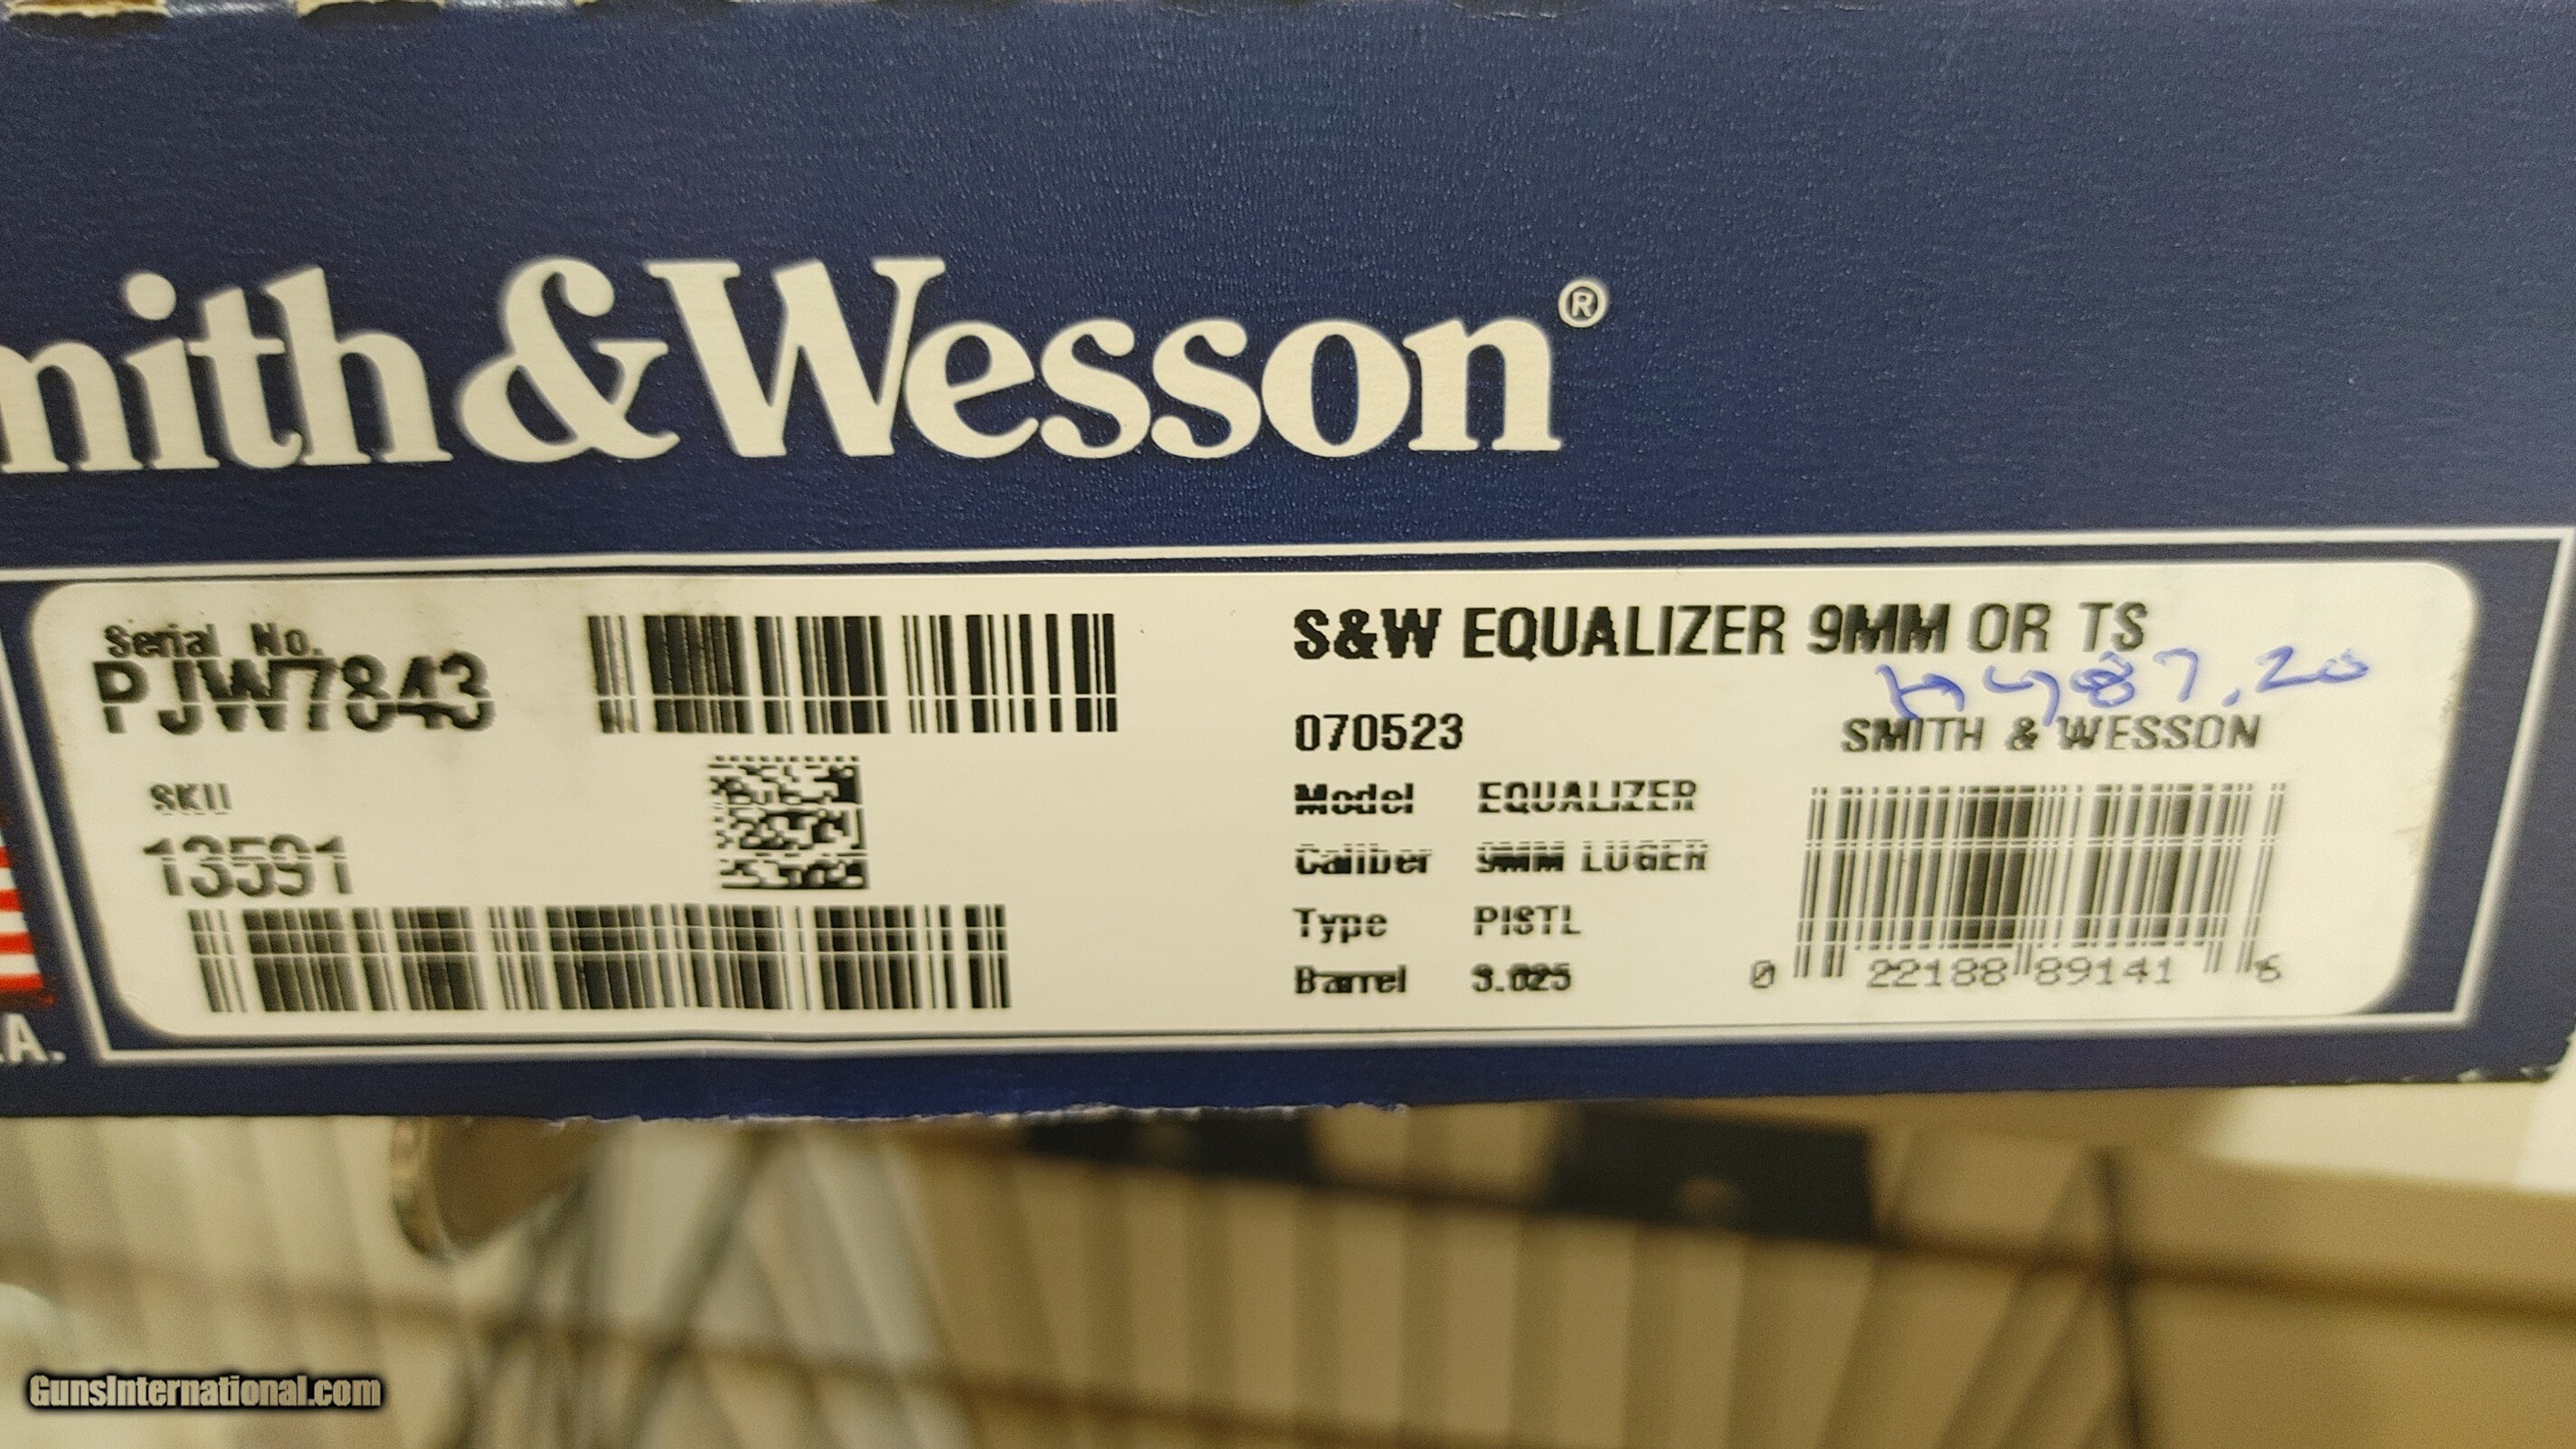 mith & Wesson®
Serial No.
PJW7843
SKU
13591
S&W EQUALIZER 9MM OR TS
070523
SMITH & WESSON
Model EQUALIZER
Caliber 9MM LUGER
Type PISTL
Barrel 3.625
0 22188 89141 6
.A.
GunsInternational.com